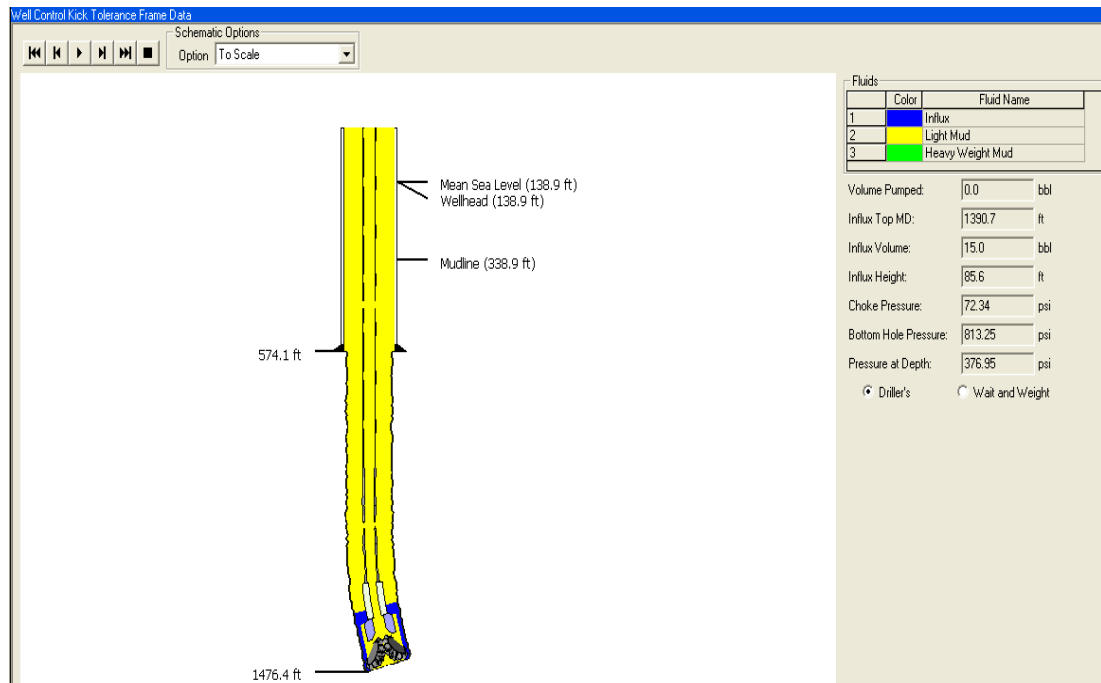 Well Control Kick Tolerance Frame Data
Schematic Options
Option To Scale
Mean Sea Level (138.9 ft)
Wellhead (138.9 ft)
Mudline (338.9 ft)
574.1 ft
1476.4 ft
Fluids
Color Fluid Name
1 Influx
2 Light Mud
3 Heavy Weight Mud
Volume Pumped: 0.0 bbl
Influx Top MD: 1390.7 ft
Influx Volume: 15.0 bbl
Influx Height: 85.6 ft
Choke Pressure: 72.34 psi
Bottom Hole Pressure: 813.25 psi
Pressure at Depth: 376.95 psi
Driller's Wait and Weight